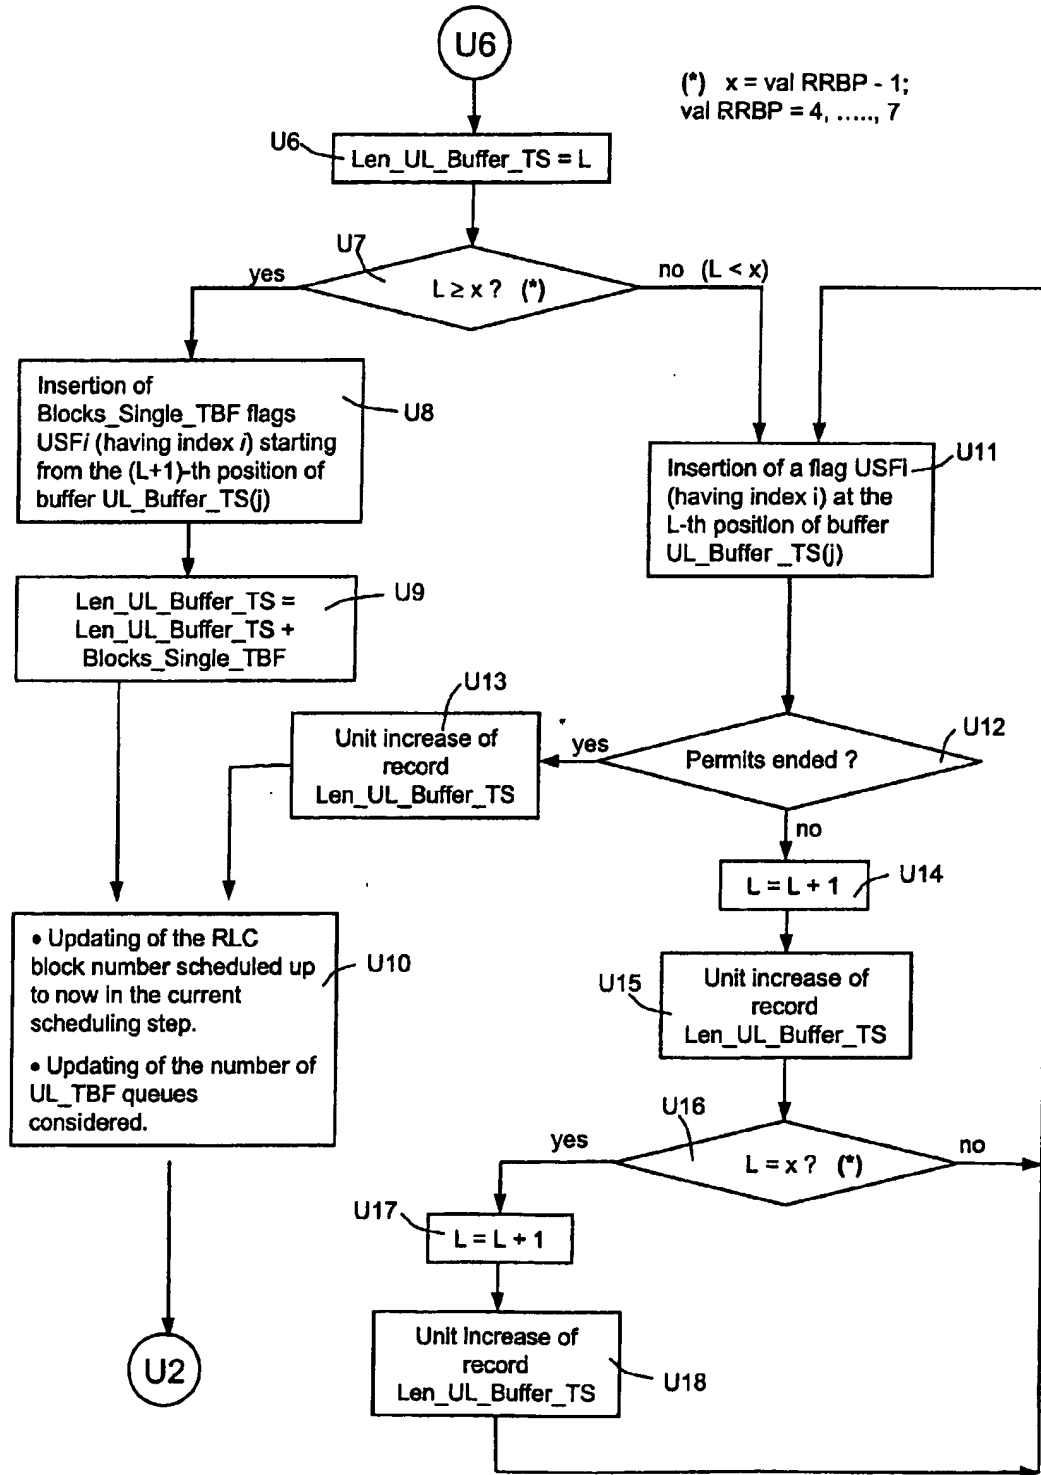 U6
(*) x = val RRBP - 1;
val RRBP = 4, ....., 7
U6
Len_UL_Buffer_TS = L
U7
yes
L ≥ x ? (*)
no (L < x)
Insertion of
Blocks_Single_TBF flags
USFi (having index i) starting
from the (L+1)-th position of
buffer UL_Buffer_TS(j)
U8
Insertion of a flag USFi
(having index i) at the
L-th position of buffer
UL_Buffer _TS(j)
U11
Len_UL_Buffer_TS =
Len_UL_Buffer_TS +
Blocks_Single_TBF
U9
U13
Unit increase of
record
Len_UL_Buffer_TS
yes
Permits ended ?
U12
no
L = L + 1
U14
• Updating of the RLC
block number scheduled up
to now in the current
scheduling step.
• Updating of the number of
UL_TBF queues
considered.
U10
U15
Unit increase of
record
Len_UL_Buffer_TS
U16
yes
L = x ? (*)
no
U17
L = L + 1
Unit Increase of
record
Len_UL_Buffer_TS
U18
U2